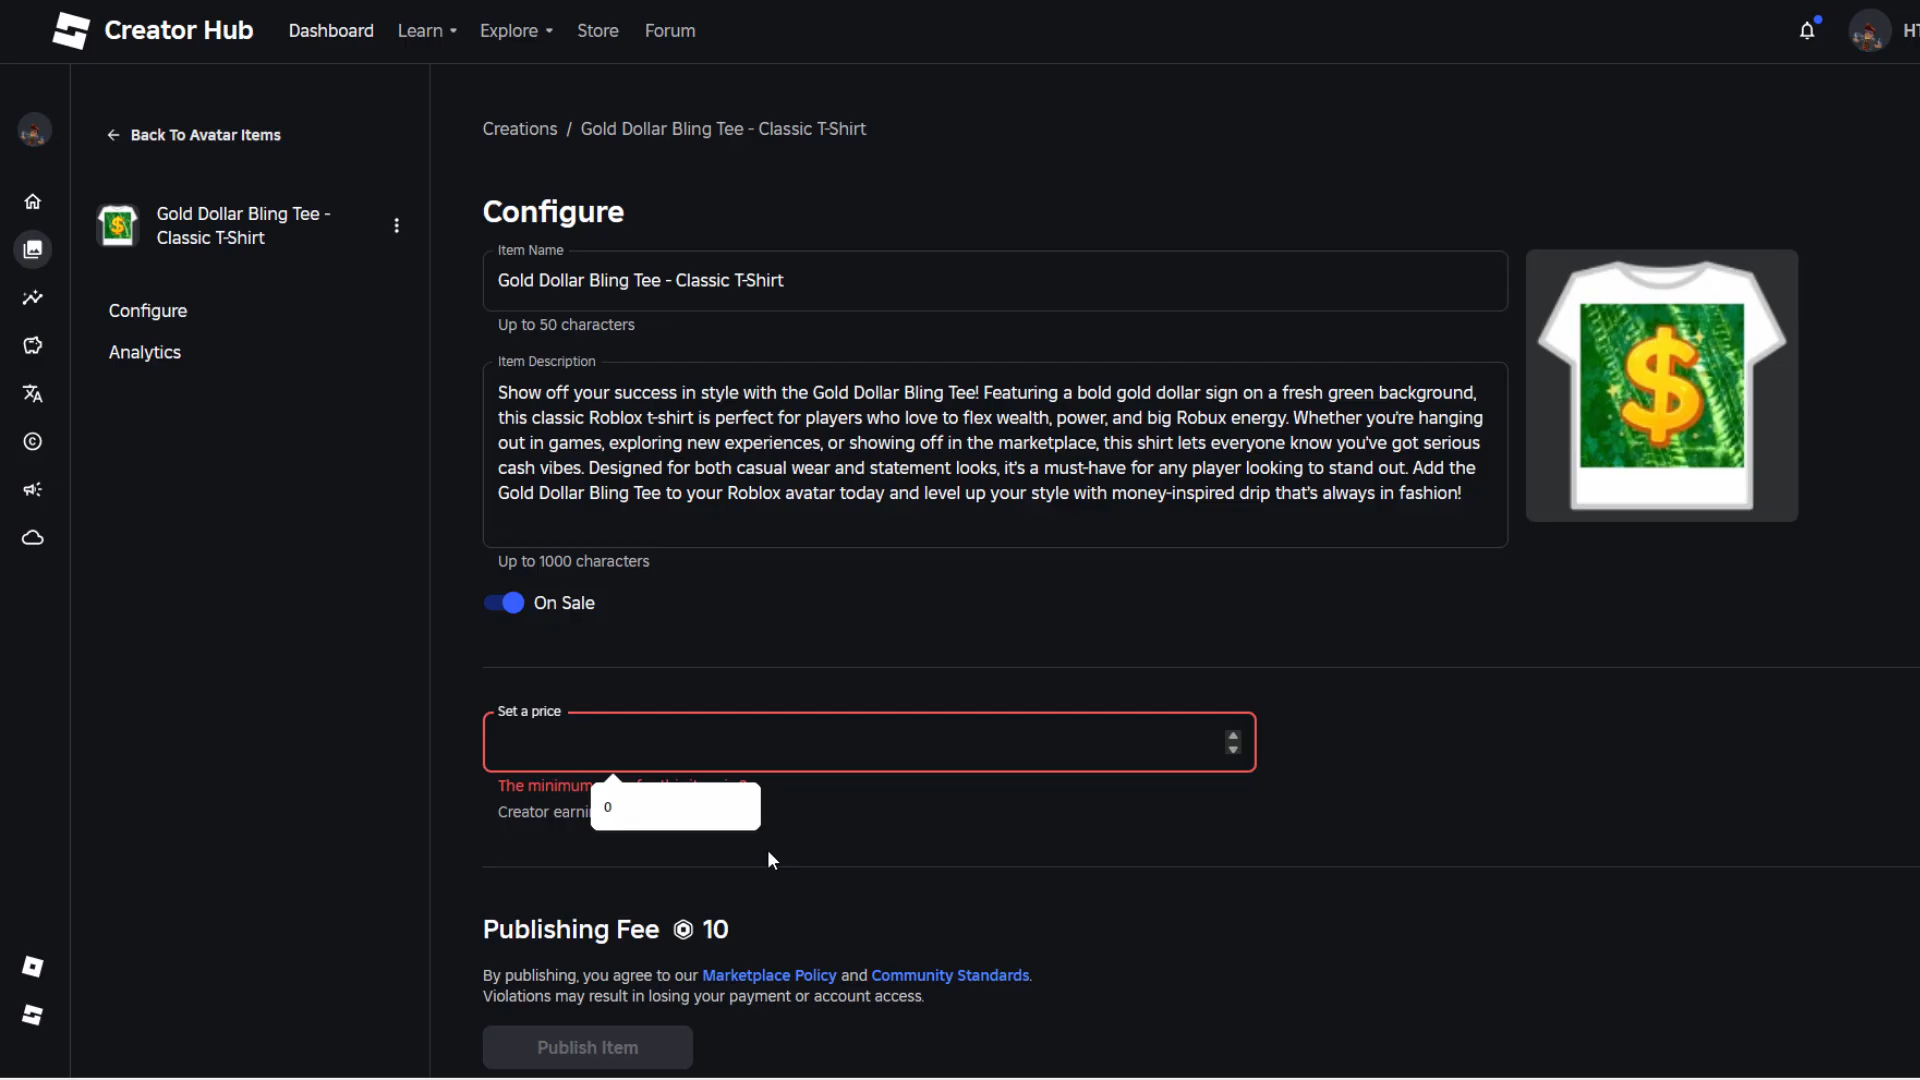 Creator Hub Dashboard Learn Explore Store Forum HT
Back To Avatar Items
Gold Dollar Bling Tee -
Classic T-Shirt
Configure
Analytics
Creations / Gold Dollar Bling Tee - Classic T-Shirt
Configure
Item Name
Gold Dollar Bling Tee - Classic T-Shirt
Up to 50 characters
Item Description
Show off your success in style with the Gold Dollar Bling Tee! Featuring a bold gold dollar sign on a fresh green background,
this classic Roblox t-shirt is perfect for players who love to flex wealth, power, and big Robux energy. Whether you're hanging
out in games, exploring new experiences, or showing off in the marketplace, this shirt lets everyone know you've got serious
cash vibes. Designed for both casual wear and statement looks, it's a must-have for any player looking to stand out. Add the
Gold Dollar Bling Tee to your Roblox avatar today and level up your style with money-inspired drip that's always in fashion!
Up to 1000 characters
$
On Sale
Set a price
The minimum
Creator earni
0
Publishing Fee 10
By publishing, you agree to our Marketplace Policy and Community Standards.
Violations may result in losing your payment or account access.
Publish Item